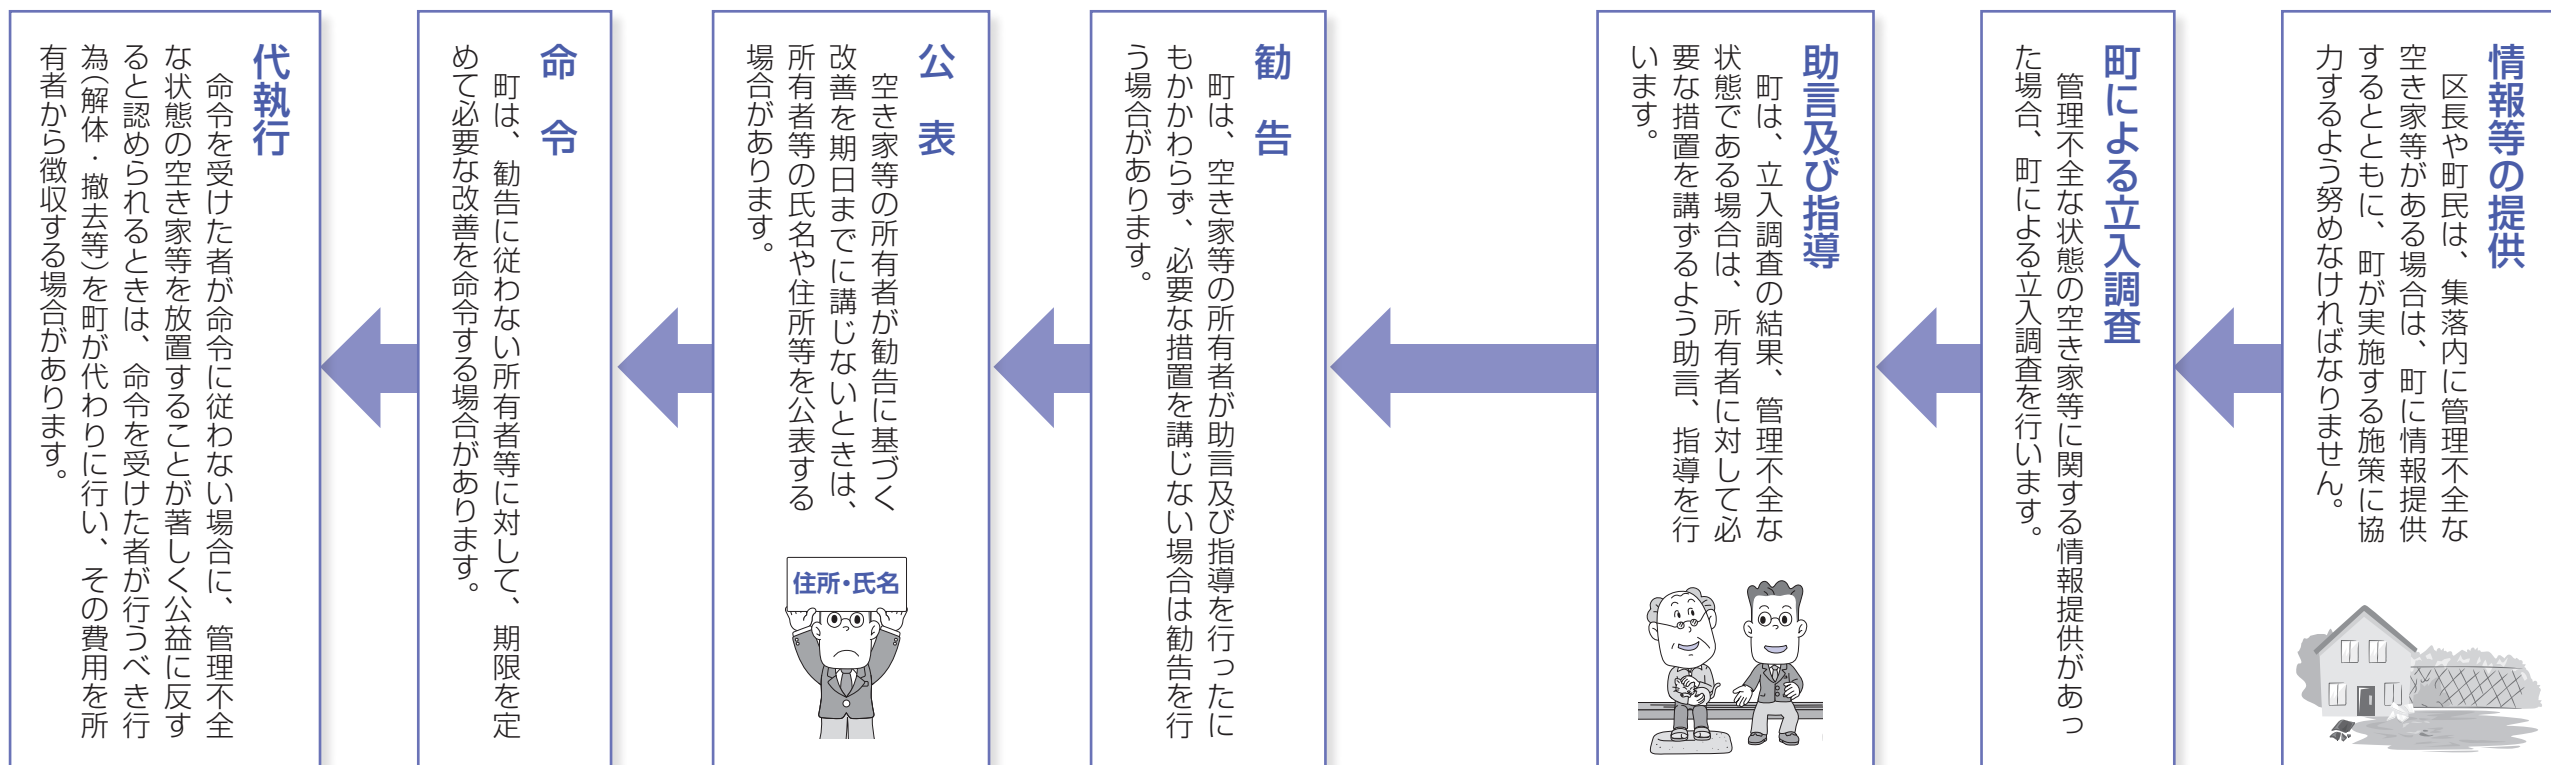 情報等の提供
区長や町民は、集落内に管理不全な
空き家等がある場合は、町に情報提供
するとともに、町が実施する施策に協
力するよう努めなければなりません。
町による立入調査
管理不全な状態の空き家等に関する情報提供があっ
た場合、町による立入調査を行います。
助言及び指導
町は、立入調査の結果、管理不全な
状態である場合は、所有者に対して必
要な措置を講ずるよう助言、指導を行
います。
勧告
町は、空き家等の所有者が助言及び指導を行ったに
もかかわらず、必要な措置を講じない場合は勧告を行
う場合があります。
公表
空き家等の所有者が勧告に基づく
改善を期日までに講じないときは、
所有者等の氏名や住所等を公表する
場合があります。
住所・氏名
命令
町は、勧告に従わない所有者等に対して、期限を定
めて必要な改善を命令する場合があります。
代執行
命令を受けた者が命令に従わない場合に、管理不全
な状態の空き家等を放置することが著しく公益に反す
ると認められるときは、命令を受けた者が行うべき行
為(解体・撤去等)を町が代わりに行い、その費用を所
有者から徴収する場合があります。